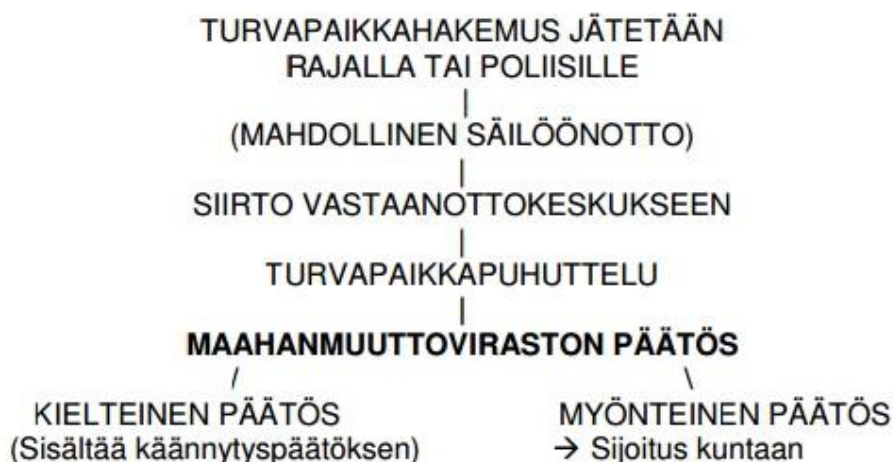 TURVAPAIKKAHAKEMUS JÄTETÄÄN
RAJALLA TAI POLIISILLE
|
(MAHDOLLINEN SÄILÖÖNOTTO)
|
SIIRTO VASTAANOTTOKESKUKSEEN
|
TURVAPAIKKAPUHUTTELU
|
MAAHANMUUTTOVIRASTON PÄÄTÖS
/ \
KIELTEINEN PÄÄTÖS MYÖNTEINEN PÄÄTÖS
(Sisältää käännytyspäätöksen) → Sijoitus kuntaan